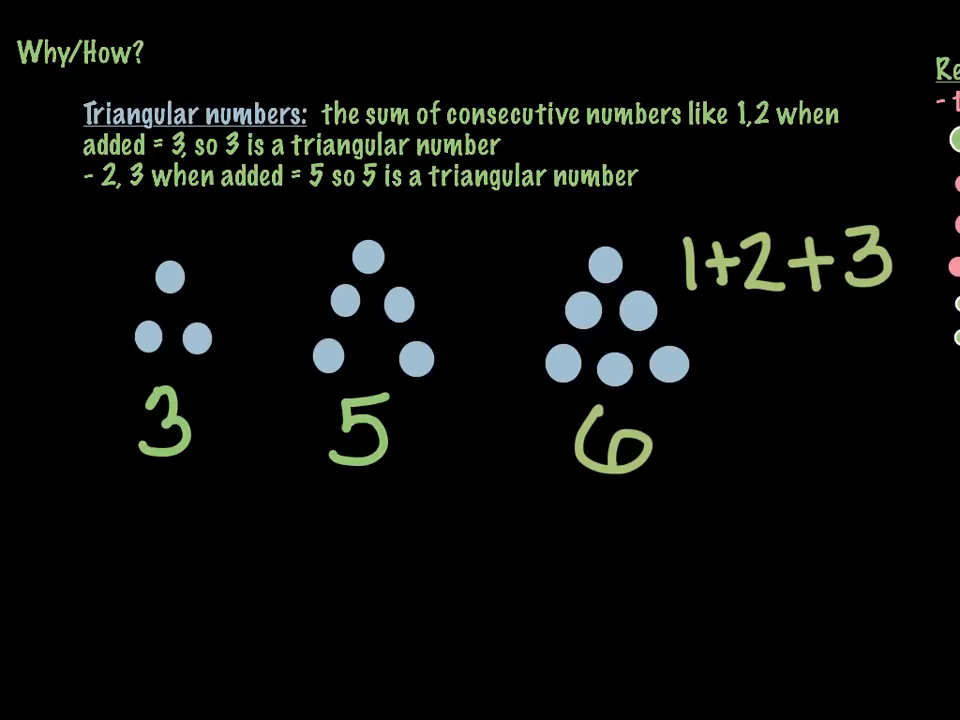 Why/How?
Re
Triangular numbers: the sum of consecutive numbers like 1,2 when
- t
added = 3, so 3 is a triangular number
- 2, 3 when added = 5 so 5 is a triangular number
1+2+3
3
5
6